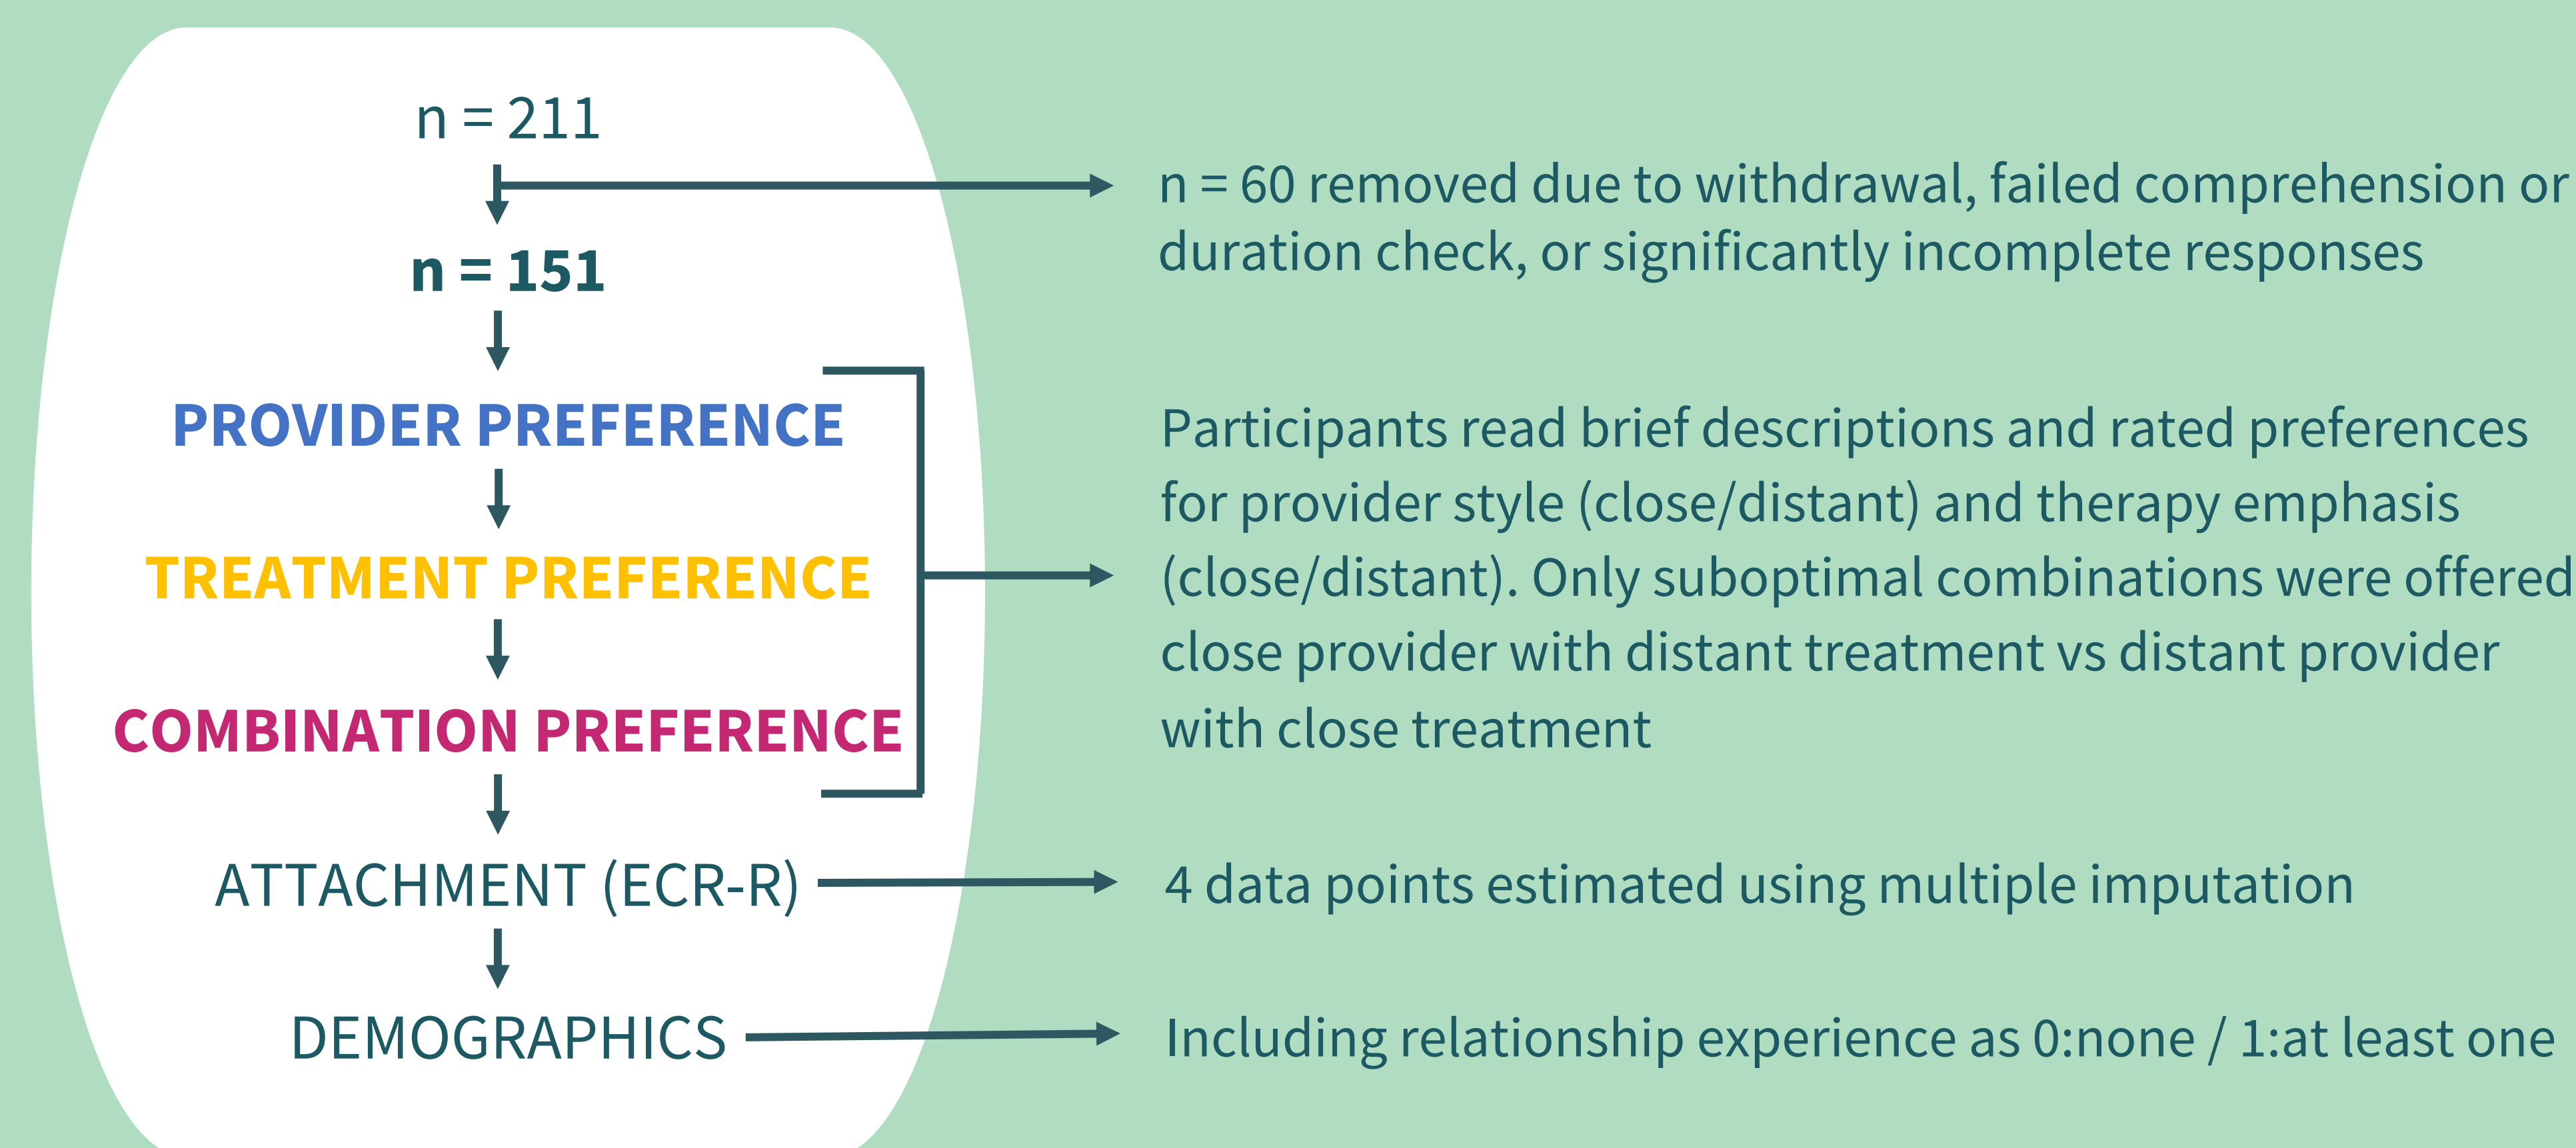 n = 211
n = 60 removed due to withdrawal, failed comprehension or
duration check, or significantly incomplete responses
n = 151
PROVIDER PREFERENCE
TREATMENT PREFERENCE
COMBINATION PREFERENCE
Participants read brief descriptions and rated preferences
for provider style (close/distant) and therapy emphasis
(close/distant). Only suboptimal combinations were offered
close provider with distant treatment vs distant provider
with close treatment
ATTACHMENT (ECR-R)
4 data points estimated using multiple imputation
DEMOGRAPHICS
Including relationship experience as 0:none / 1:at least one